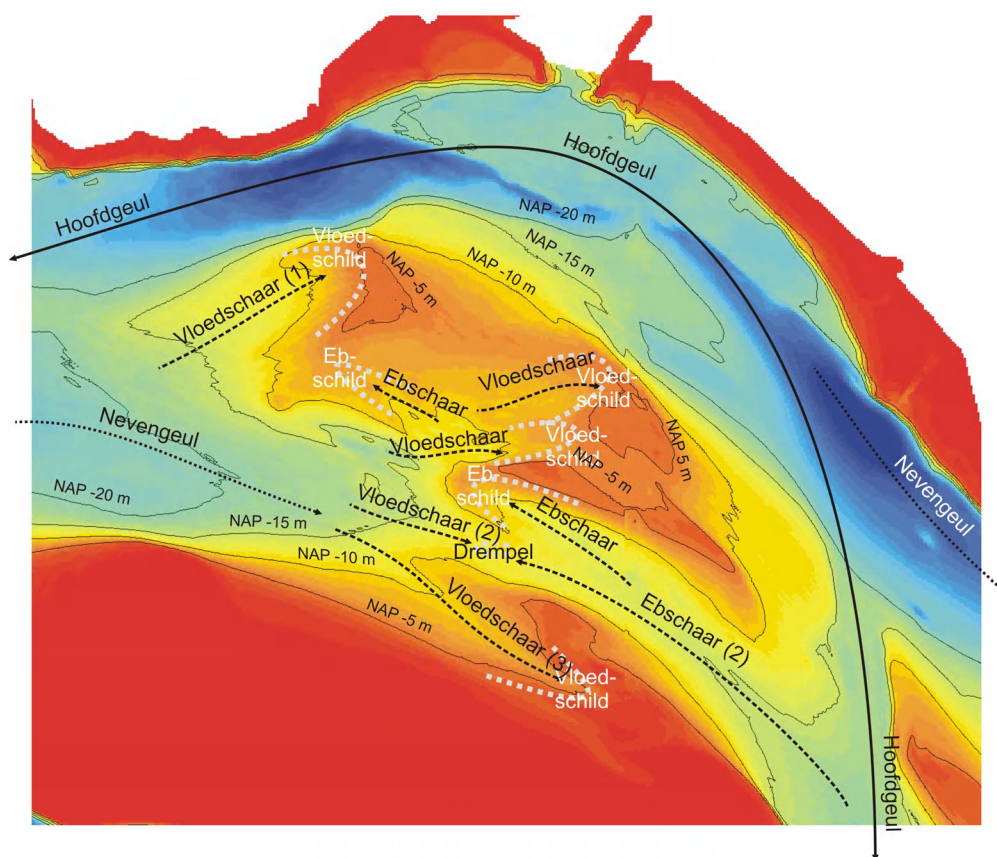 Hoofdgeul
Hoofdgeul
NAP -20 m
Vloed-
schild
NAP -15 m
NAP -10 m
NAP -5 m
Vloedschaar (1)
Eb-
schild
Ebschaar
Vloedschaar
Vloed-
schild
Nevengeul
Vloedschaar
Vloed-
schild
NAP -5 m
NAP 5 m
Nevengeul
Eb-
schild
NAP -20 m
Vloedschaar (2)
Ebschaar
NAP -15 m
Drempel
NAP -10 m
NAP -5 m
Vloedschaar (3)
Ebschaar (2)
Vloed-
schild
Hoofdgeul